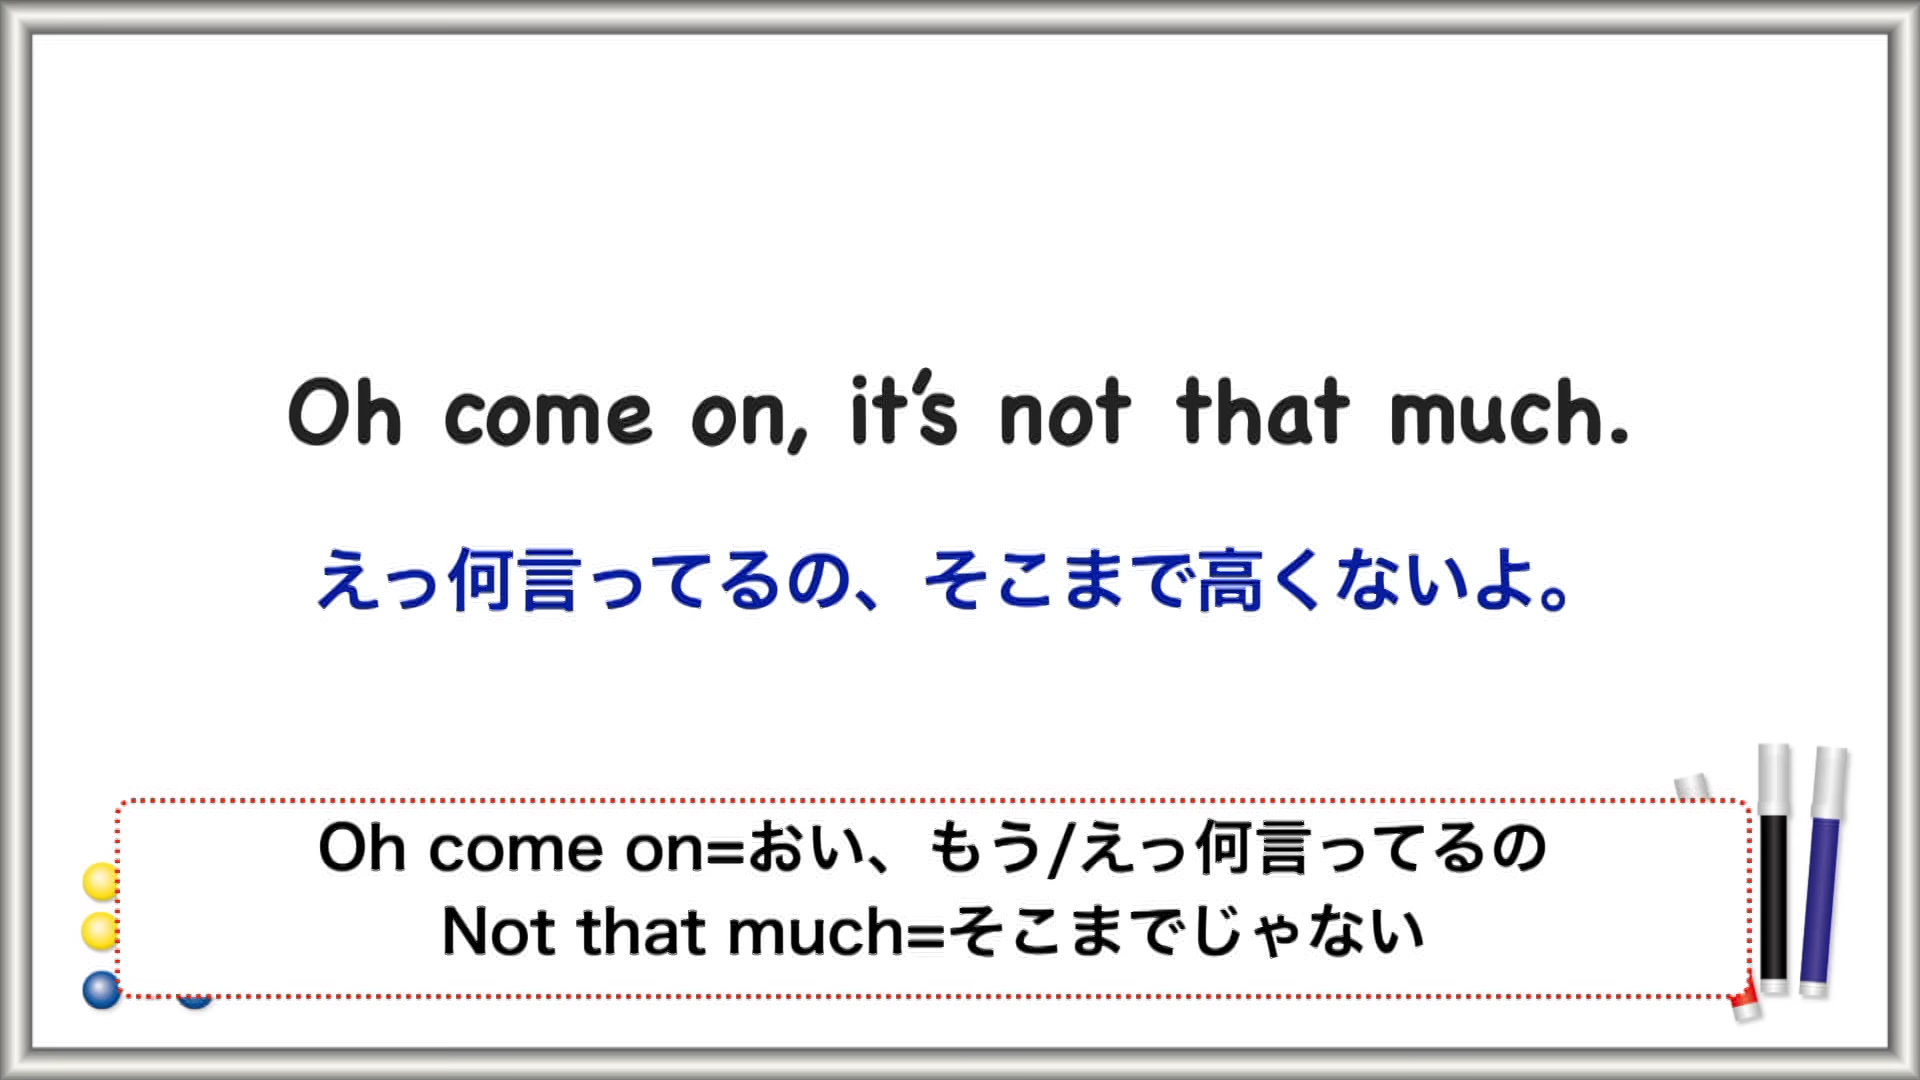 Oh come on, it's not that much.
えっ何言ってるの、そこまで高くないよ。
Oh come on=おい、もう/えっ何言ってるの
Not that much=そこまでじゃない